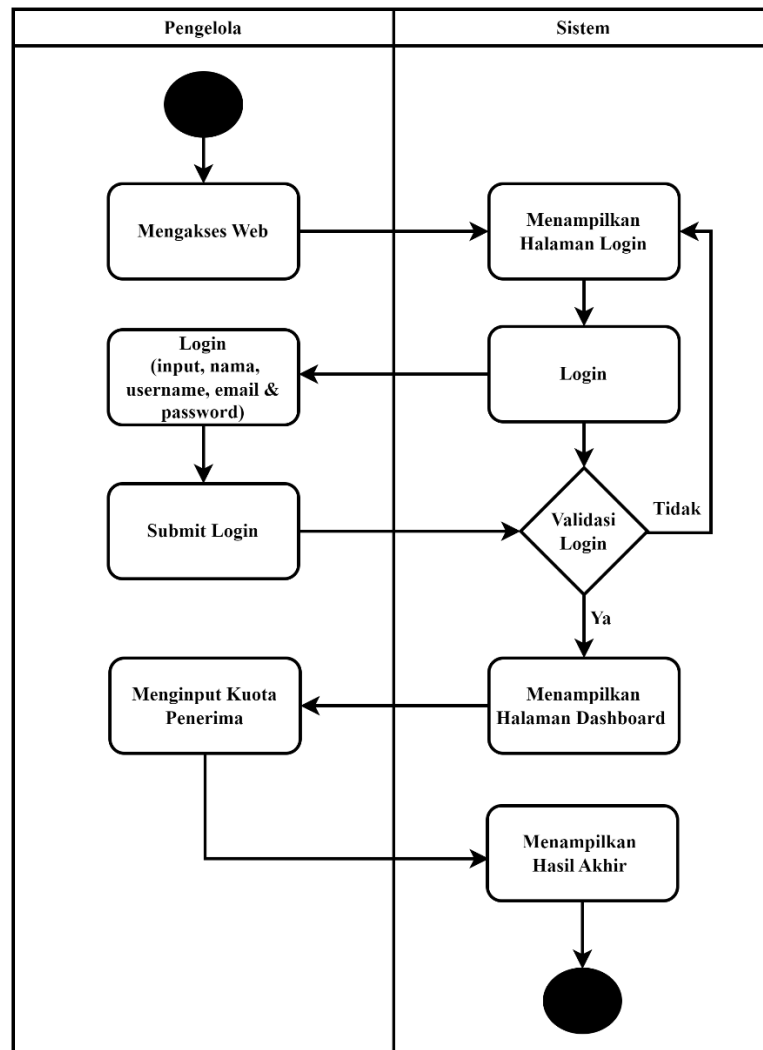 Pengelola
Sistem
Mengakses Web
Menampilkan
Halaman Login
Login
(input, nama,
username, email &
password)
Login
Submit Login
Validasi
Login
Tidak
Ya
Menginput Kuota
Penerima
Menampilkan
Halaman Dashboard
Menampilkan
Hasil Akhir